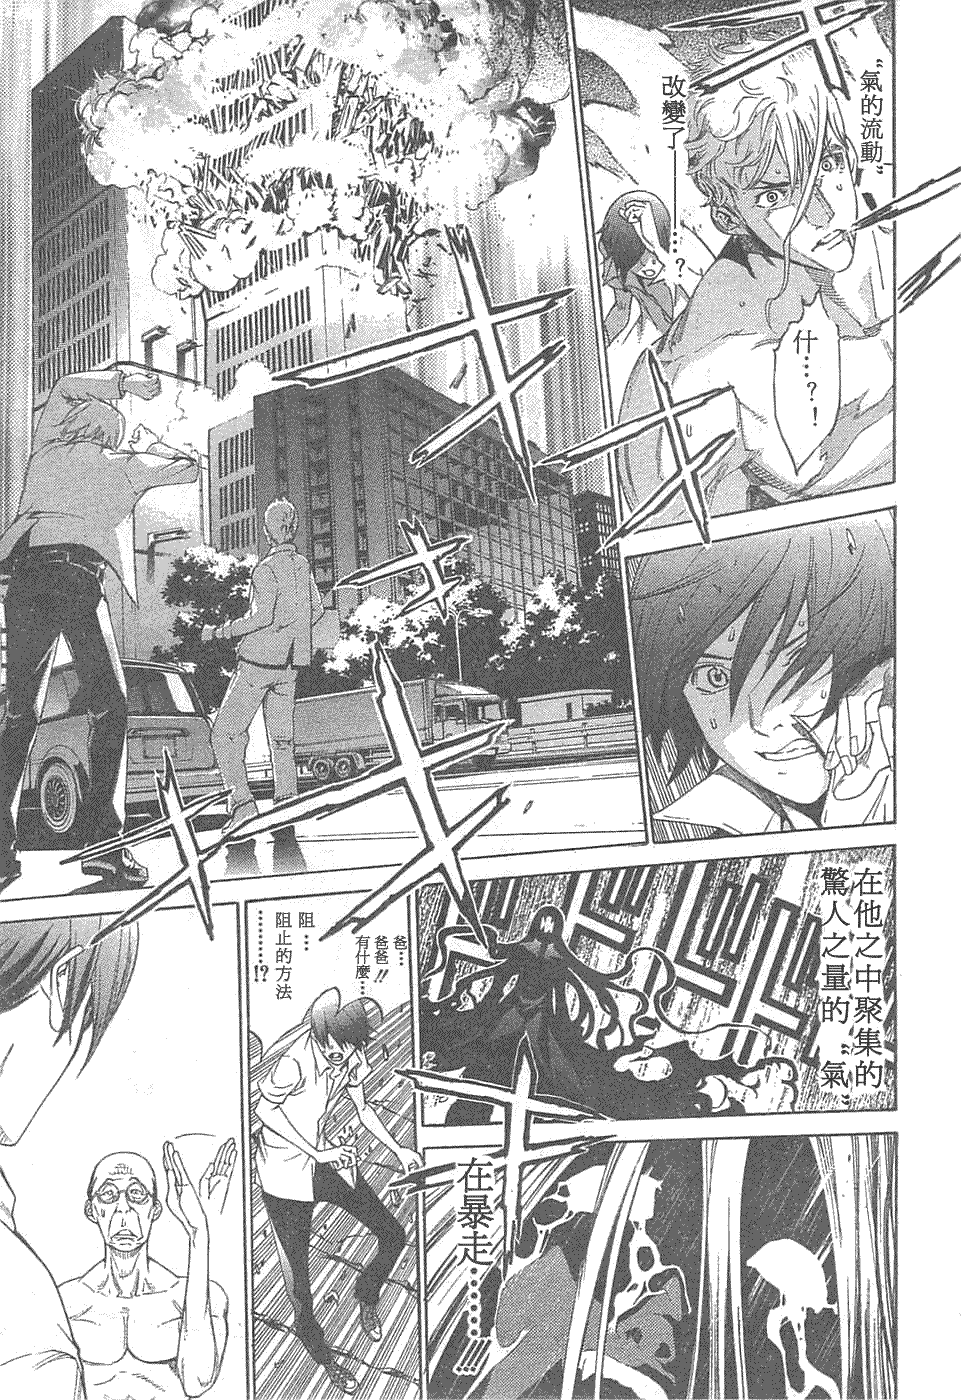 “氣的流動”
改變了——……？
什…？！
在他之中聚集的
驚人之量的“氣”
在暴走………!!!
爸…
爸爸!!
有什麼…
阻…
阻止的方法
…………!?